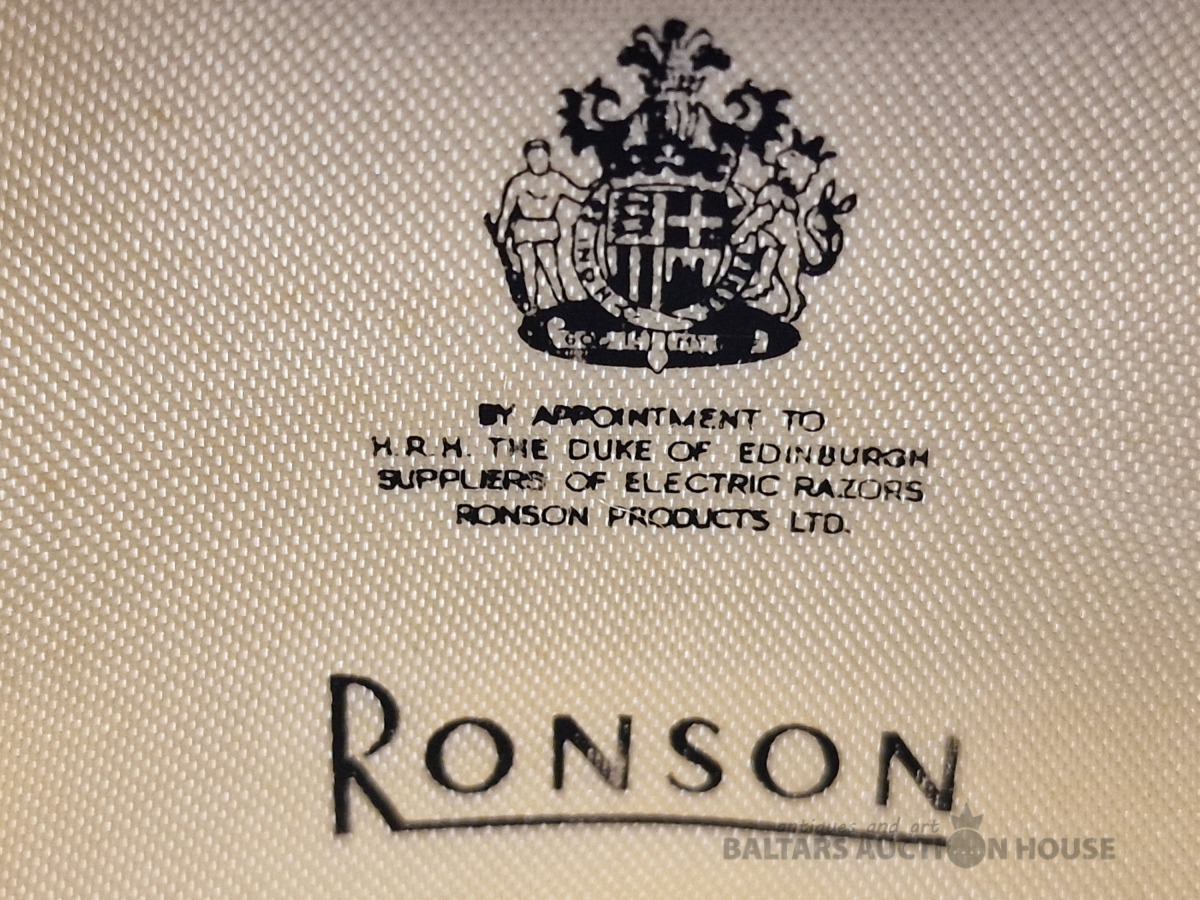 BY APPOINTMENT TO
H.R.H. THE DUKE OF EDINBURGH
SUPPLIERS OF ELECTRIC RAZORS
RONSON PRODUCTS LTD.
RONSON
antiques and art
BALTARS AUCTION HOUSE